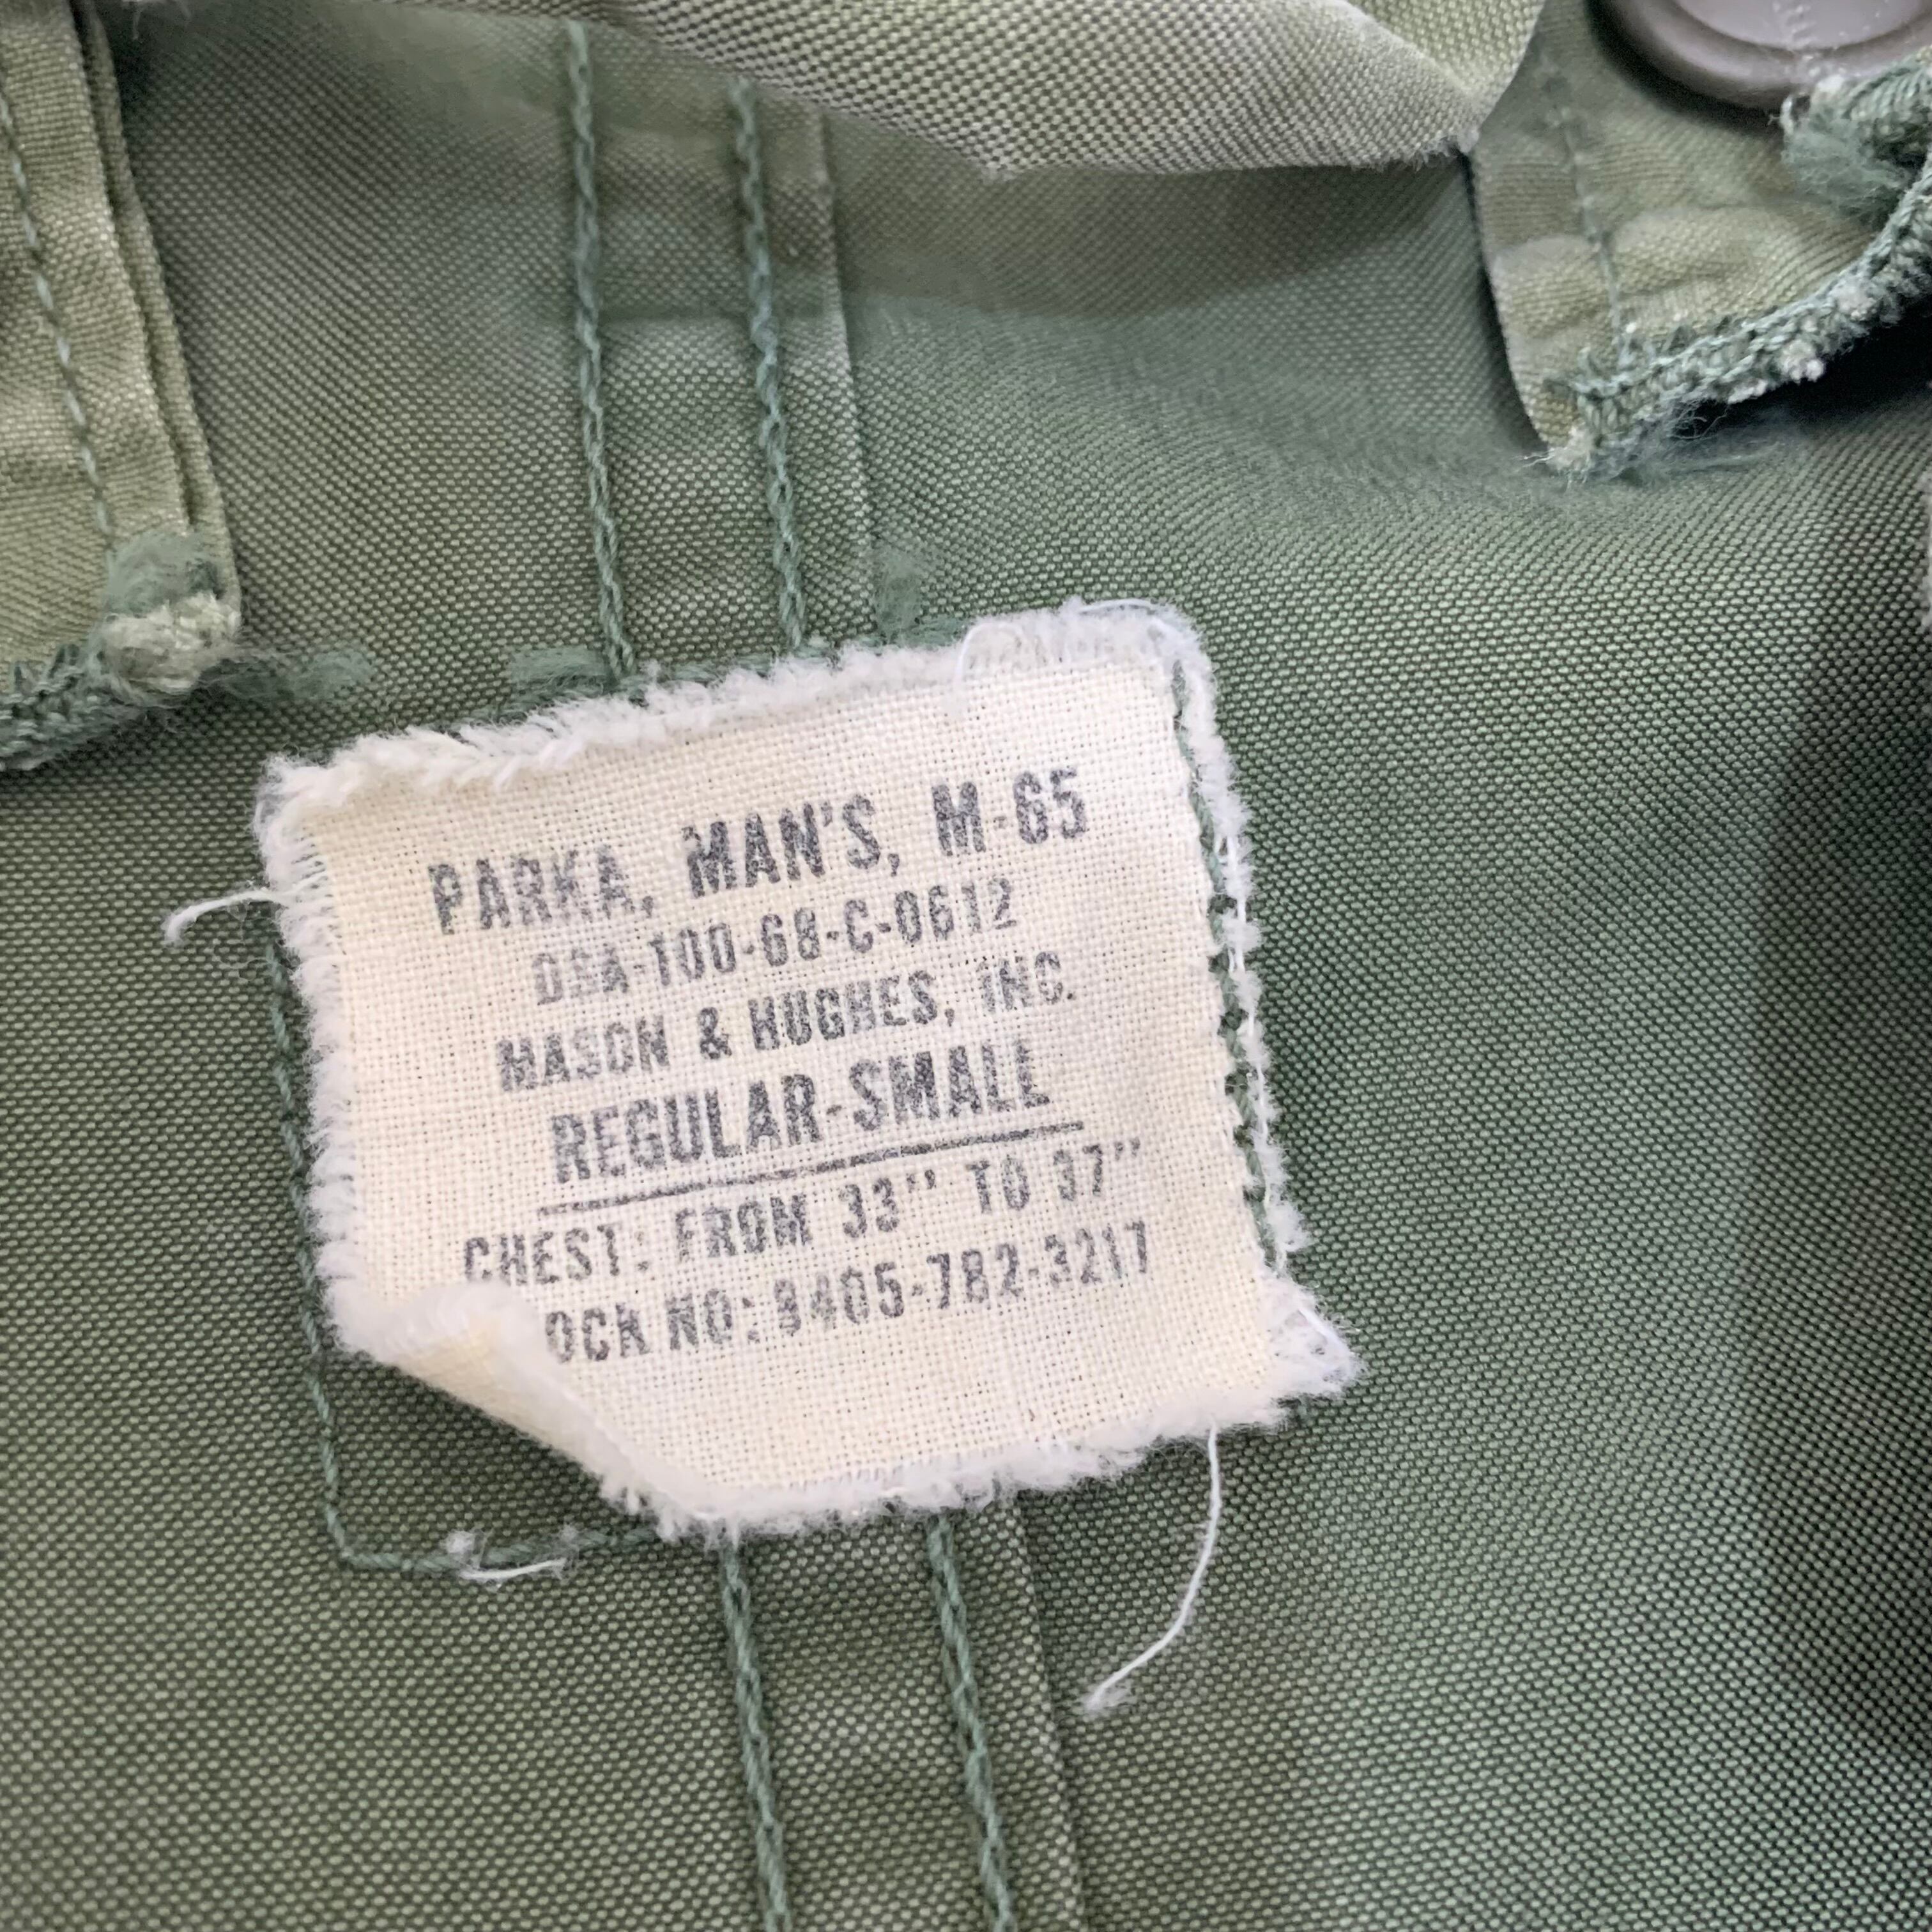 PARKA, MAN'S, M-65
DSA-100-68-C-0612
MASON & HUGHES, INC.
REGULAR-SMALL
CHEST: FROM 33" TO 37"
OCK NO: 8405-782-3217